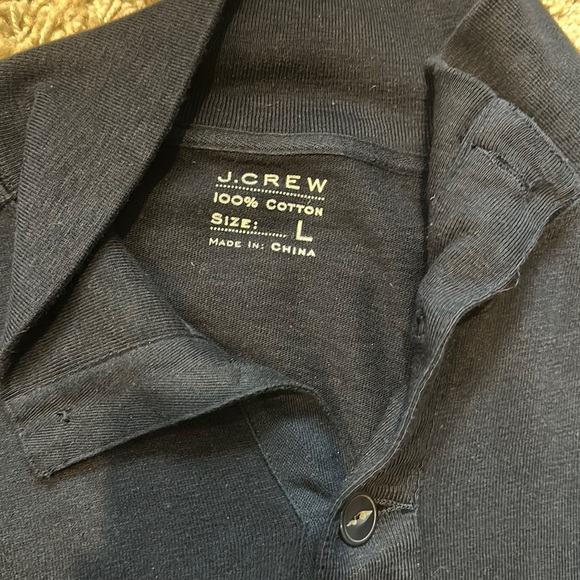 J.CREW
100% COTTON
SIZE: L
MADE IN: CHINA